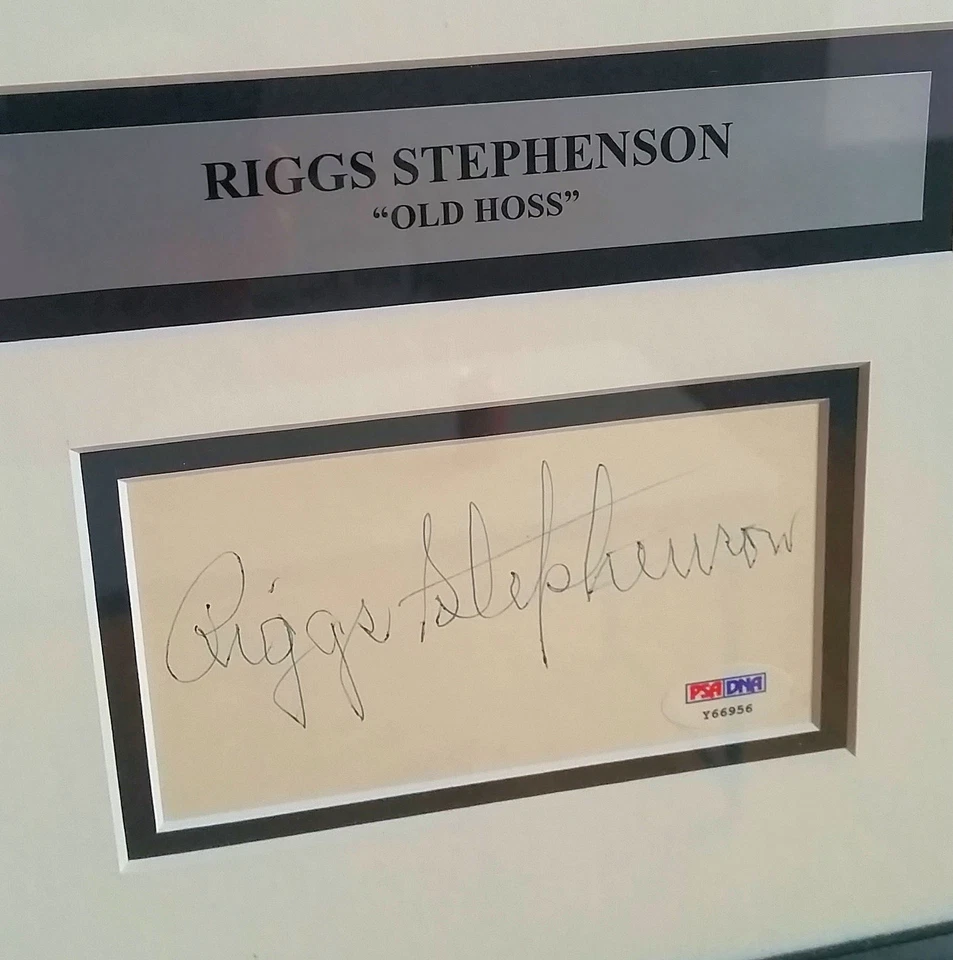 RIGGS STEPHENSON
“OLD HOSS”
Riggs Stephenson
PSA DNA
Y66956